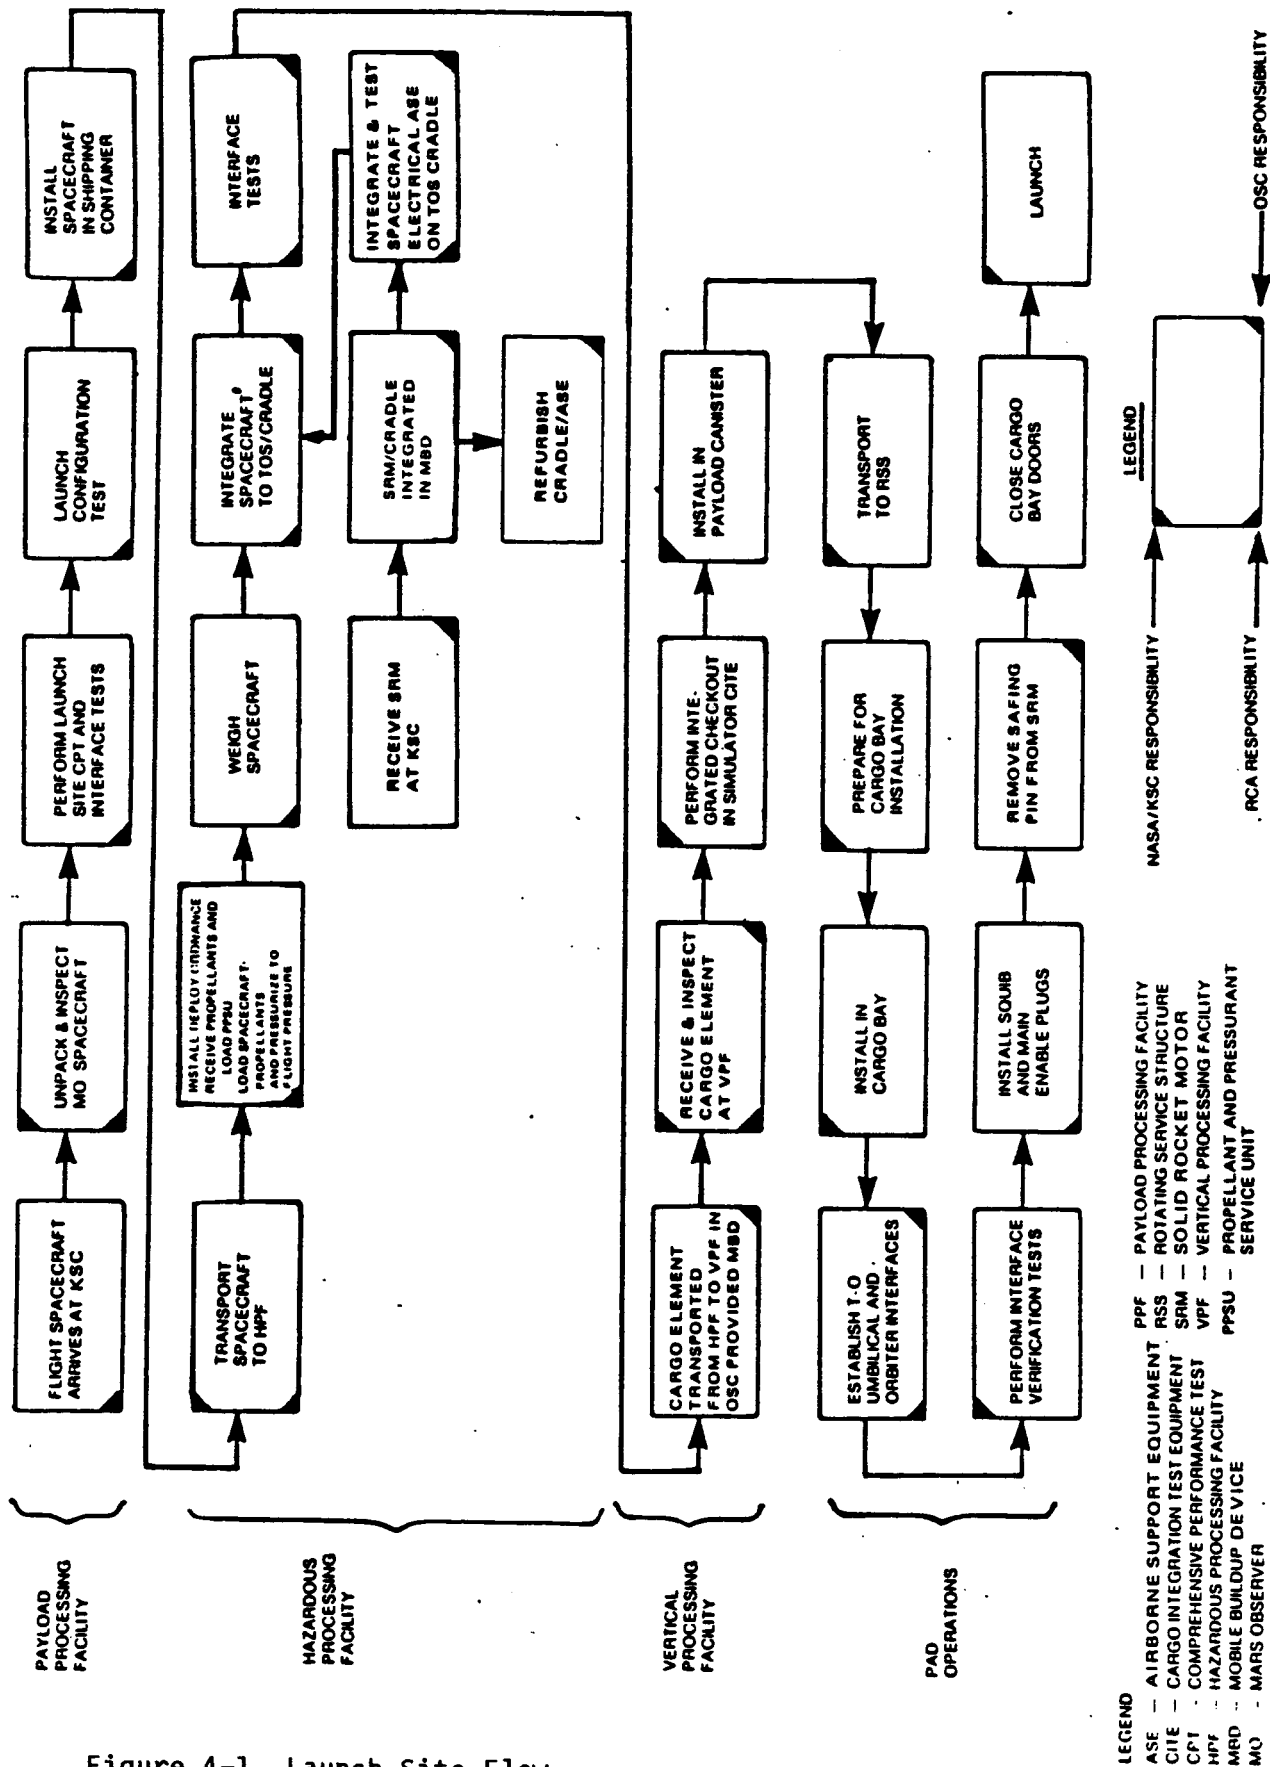 PAYLOAD
PROCESSING
FACILITY
FLIGHT SPACECRAFT
ARRIVES AT KSC
UNPACK & INSPECT
MO SPACECRAFT
PERFORM LAUNCH
SITE CPT AND
INTERFACE TESTS
LAUNCH
CONFIGURATION
TEST
INSTALL
SPACECRAFT
IN SHIPPING
CONTAINER
HAZARDOUS
PROCESSING
FACILITY
TRANSPORT
SPACECRAFT
TO HPF
INSTALL DEPLOY ORDNANCE
RECEIVE PROPELLANTS AND
LOAD PPSU
LOAD SPACECRAFT
PROPELLANTS
AND PRESSURIZE TO
FLIGHT PRESSURE
WEIGH
SPACECRAFT
INTEGRATE
SPACECRAFT
TO TOS/CRADLE
INTERFACE
TESTS
RECEIVE SRM
AT KSC
SRM/CRADLE
INTEGRATED
IN MBD
INTEGRATE & TEST
SPACECRAFT
ELECTRICAL ASE
ON TOS CRADLE
REFURBISH
CRADLE/ASE
VERTICAL
PROCESSING
FACILITY
CARGO ELEMENT
TRANSPORTED
FROM HPF TO VPF IN
OSC PROVIDED MBD
RECEIVE & INSPECT
CARGO ELEMENT
AT VPF
PERFORM INTE-
GRATED CHECKOUT
IN SIMULATOR CITE
INSTALL IN
PAYLOAD CANISTER
PAD
OPERATIONS
TRANSPORT
TO RSS
PREPARE FOR
CARGO BAY
INSTALLATION
INSTALL IN
CARGO BAY
ESTABLISH T-O
UMBILICAL AND
ORBITER INTERFACES
PERFORM INTERFACE
VERIFICATION TESTS
INSTALL SQUIB
AND MAIN
ENABLE PLUGS
REMOVE SAFING
PIN FROM SRM
CLOSE CARGO
BAY DOORS
LAUNCH
LEGEND
ASE – AIRBORNE SUPPORT EQUIPMENT
CITE – CARGO INTEGRATION TEST EQUIPMENT
CPT - COMPREHENSIVE PERFORMANCE TEST
HPF - HAZARDOUS PROCESSING FACILITY
MBD - MOBILE BUILDUP DEVICE
MO - MARS OBSERVER
PPF – PAYLOAD PROCESSING FACILITY
RSS – ROTATING SERVICE STRUCTURE
SRM – SOLID ROCKET MOTOR
VPF – VERTICAL PROCESSING FACILITY
PPSU – PROPELLANT AND PRESSURANT
SERVICE UNIT
LEGEND
NASA/KSC RESPONSIBILITY
RCA RESPONSIBILITY
OSC RESPONSIBILITY
Figure 4-1 Launch Site Flow